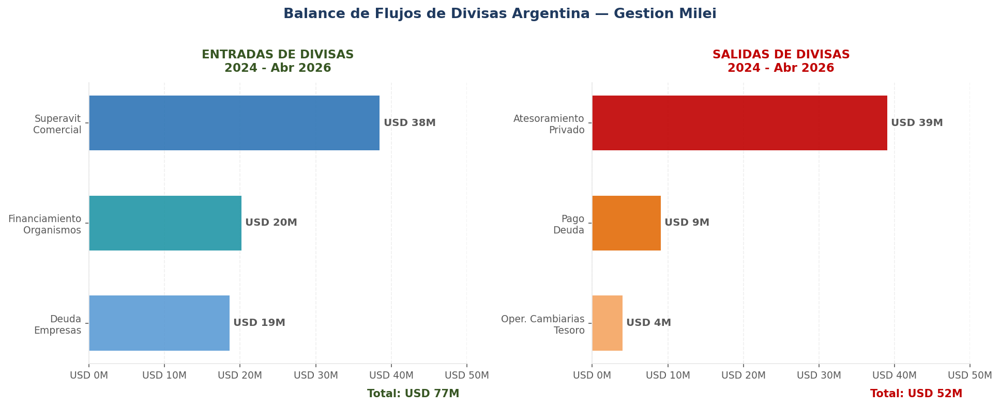 Balance de Flujos de Divisas Argentina — Gestion Milei
ENTRADAS DE DIVISAS
2024 - Abr 2026
Superavit
Comercial
USD 38M
Financiamiento
Organismos
USD 20M
Deuda
Empresas
USD 19M
USD 0M
USD 10M
USD 20M
USD 30M
USD 40M
USD 50M
Total: USD 77M
SALIDAS DE DIVISAS
2024 - Abr 2026
Atesoramiento
Privado
USD 39M
Pago
Deuda
USD 9M
Oper. Cambiarias
Tesoro
USD 4M
USD 0M
USD 10M
USD 20M
USD 30M
USD 40M
USD 50M
Total: USD 52M